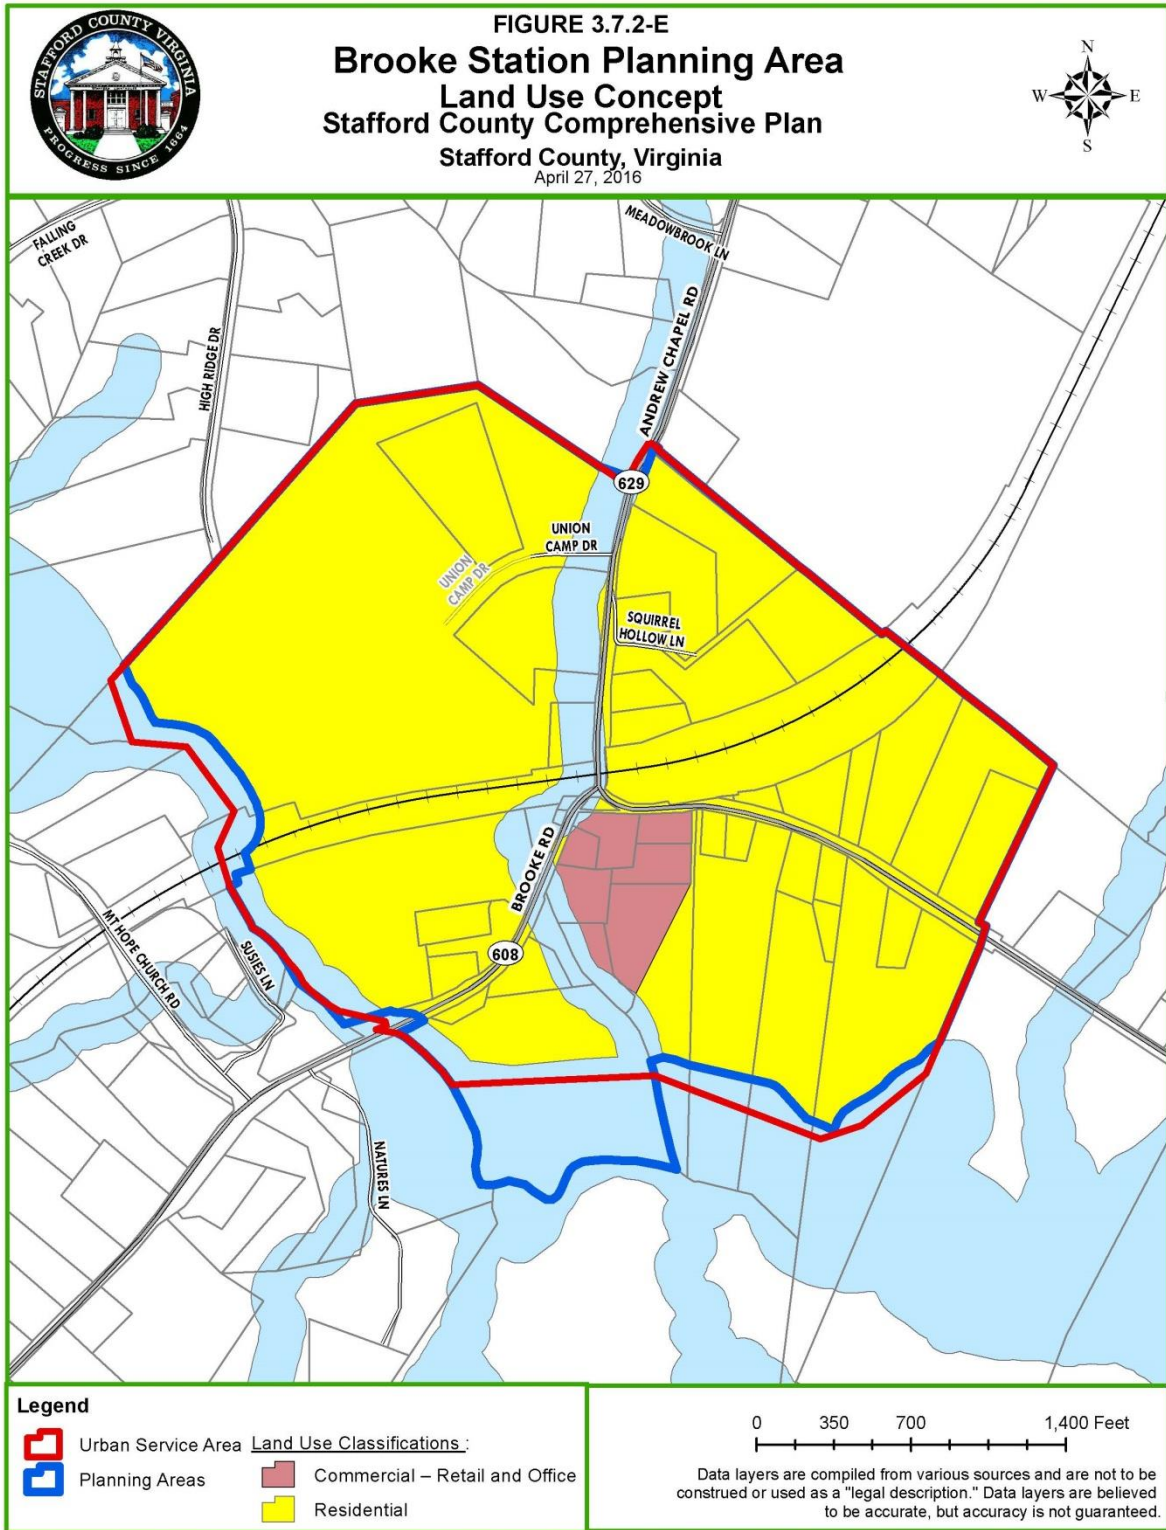 STAFFORD COUNTY VIRGINIA
PROGRESS SINCE 1664
FIGURE 3.7.2-E
Brooke Station Planning Area
Land Use Concept
Stafford County Comprehensive Plan
Stafford County, Virginia
April 27, 2016
N
W
E
S
FALLING
CREEK DR
HIGH RIDGE DR
MEADOWBROOK LN
ANDREW CHAPEL RD
629
UNION
CAMP DR
UNION
CAMP DR
SQUIRREL
HOLLOW LN
BROOKE RD
608
MT HOPE CHURCH RD
SUSIES LN
NATURES LN
Legend
Urban Service Area
Planning Areas
Land Use Classifications :
Commercial – Retail and Office
Residential
0 350 700 1,400 Feet
Data layers are compiled from various sources and are not to be
construed or used as a "legal description." Data layers are believed
to be accurate, but accuracy is not guaranteed.